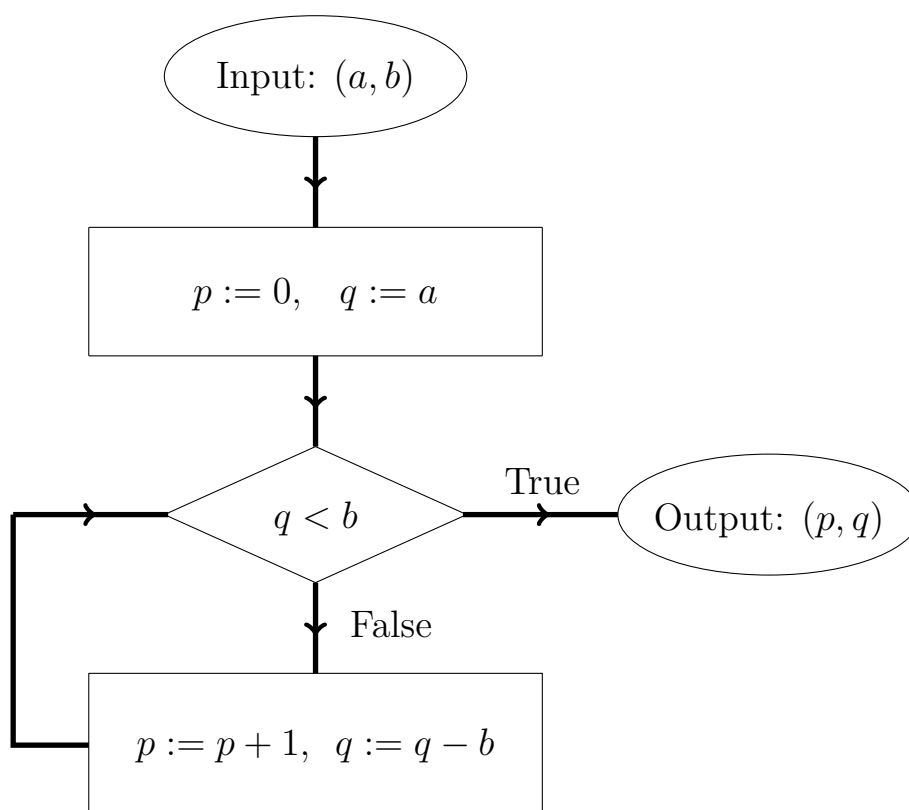 Input: (a, b)
p := 0, q := a
q < b
True
Output: (p, q)
False
p := p + 1, q := q − b